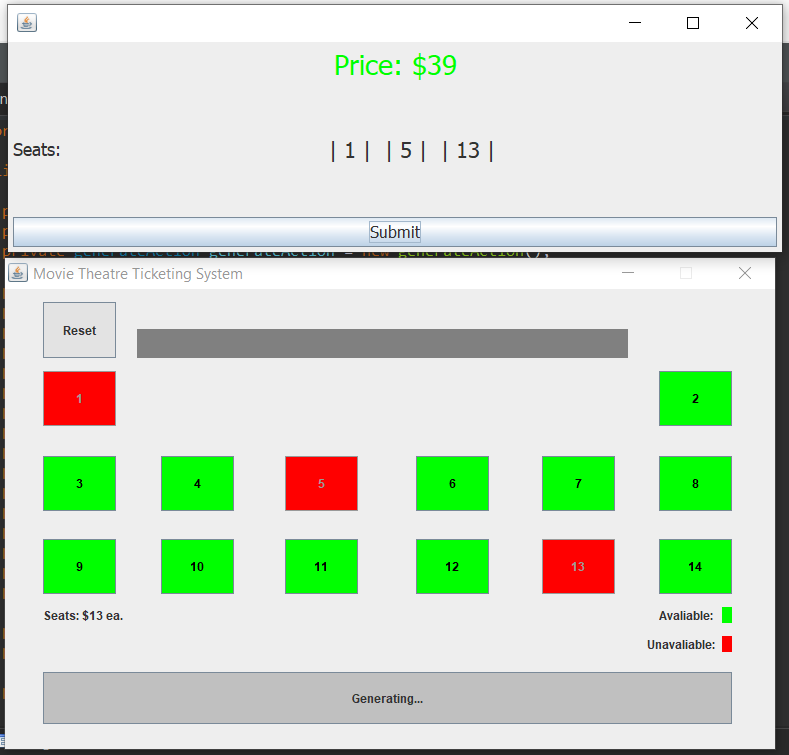 Price: $39
Seats: | 1 | | 5 | | 13 |
Submit
private generateAction generateAction = new generateAction();
Movie Theatre Ticketing System
Reset
1 2
3 4 5 6 7 8
9 10 11 12 13 14
Seats: $13 ea. Avaliable:
Unavaliable:
Generating...